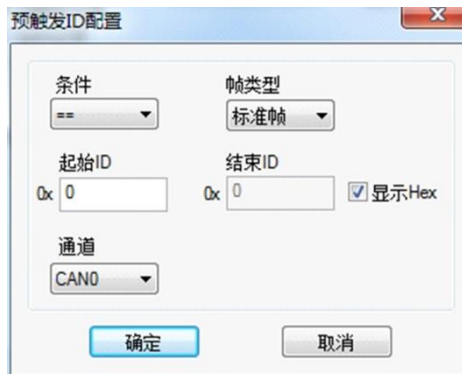 预触发ID配置
条件 帧类型
== 标准帧
起始ID 结束ID
0x 0 0x 0 显示Hex
通道
CAN0
确定 取消